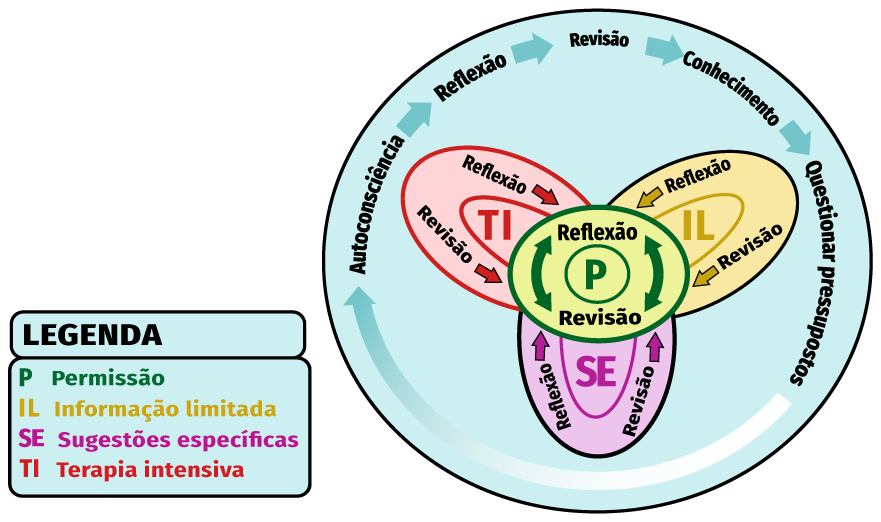 Autoconsciência
Reflexão
Revisão
Conhecimento
Questionar pressupostos
Reflexão
TI
Revisão
Reflexão
IL
Revisão
Reflexão
P
Revisão
Reflexão
SE
Revisão
LEGENDA
P Permissão
IL Informação limitada
SE Sugestões específicas
TI Terapia intensiva